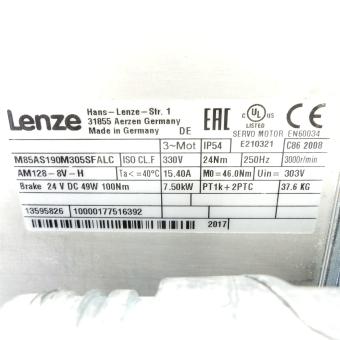 Lenze
Hans-Lenze-Str. 1
31855 Aerzen Germany
Made in Germany DE
EAC
c UL us
LISTED
CE
SERVO MOTOR EN60034
3~Mot IP54 E210321 C86 2008
M85AS190M305SFALC ISO CL.F 330V 24Nm 250Hz 3000r/min
AM128-8V-H Ta<=40°C 15.40A M0=46.0Nm Uin= 303V
Brake 24 V DC 49W 100Nm 7.50kW PT1k+2PTC 37.6 KG
13595826 10000177516392 2017